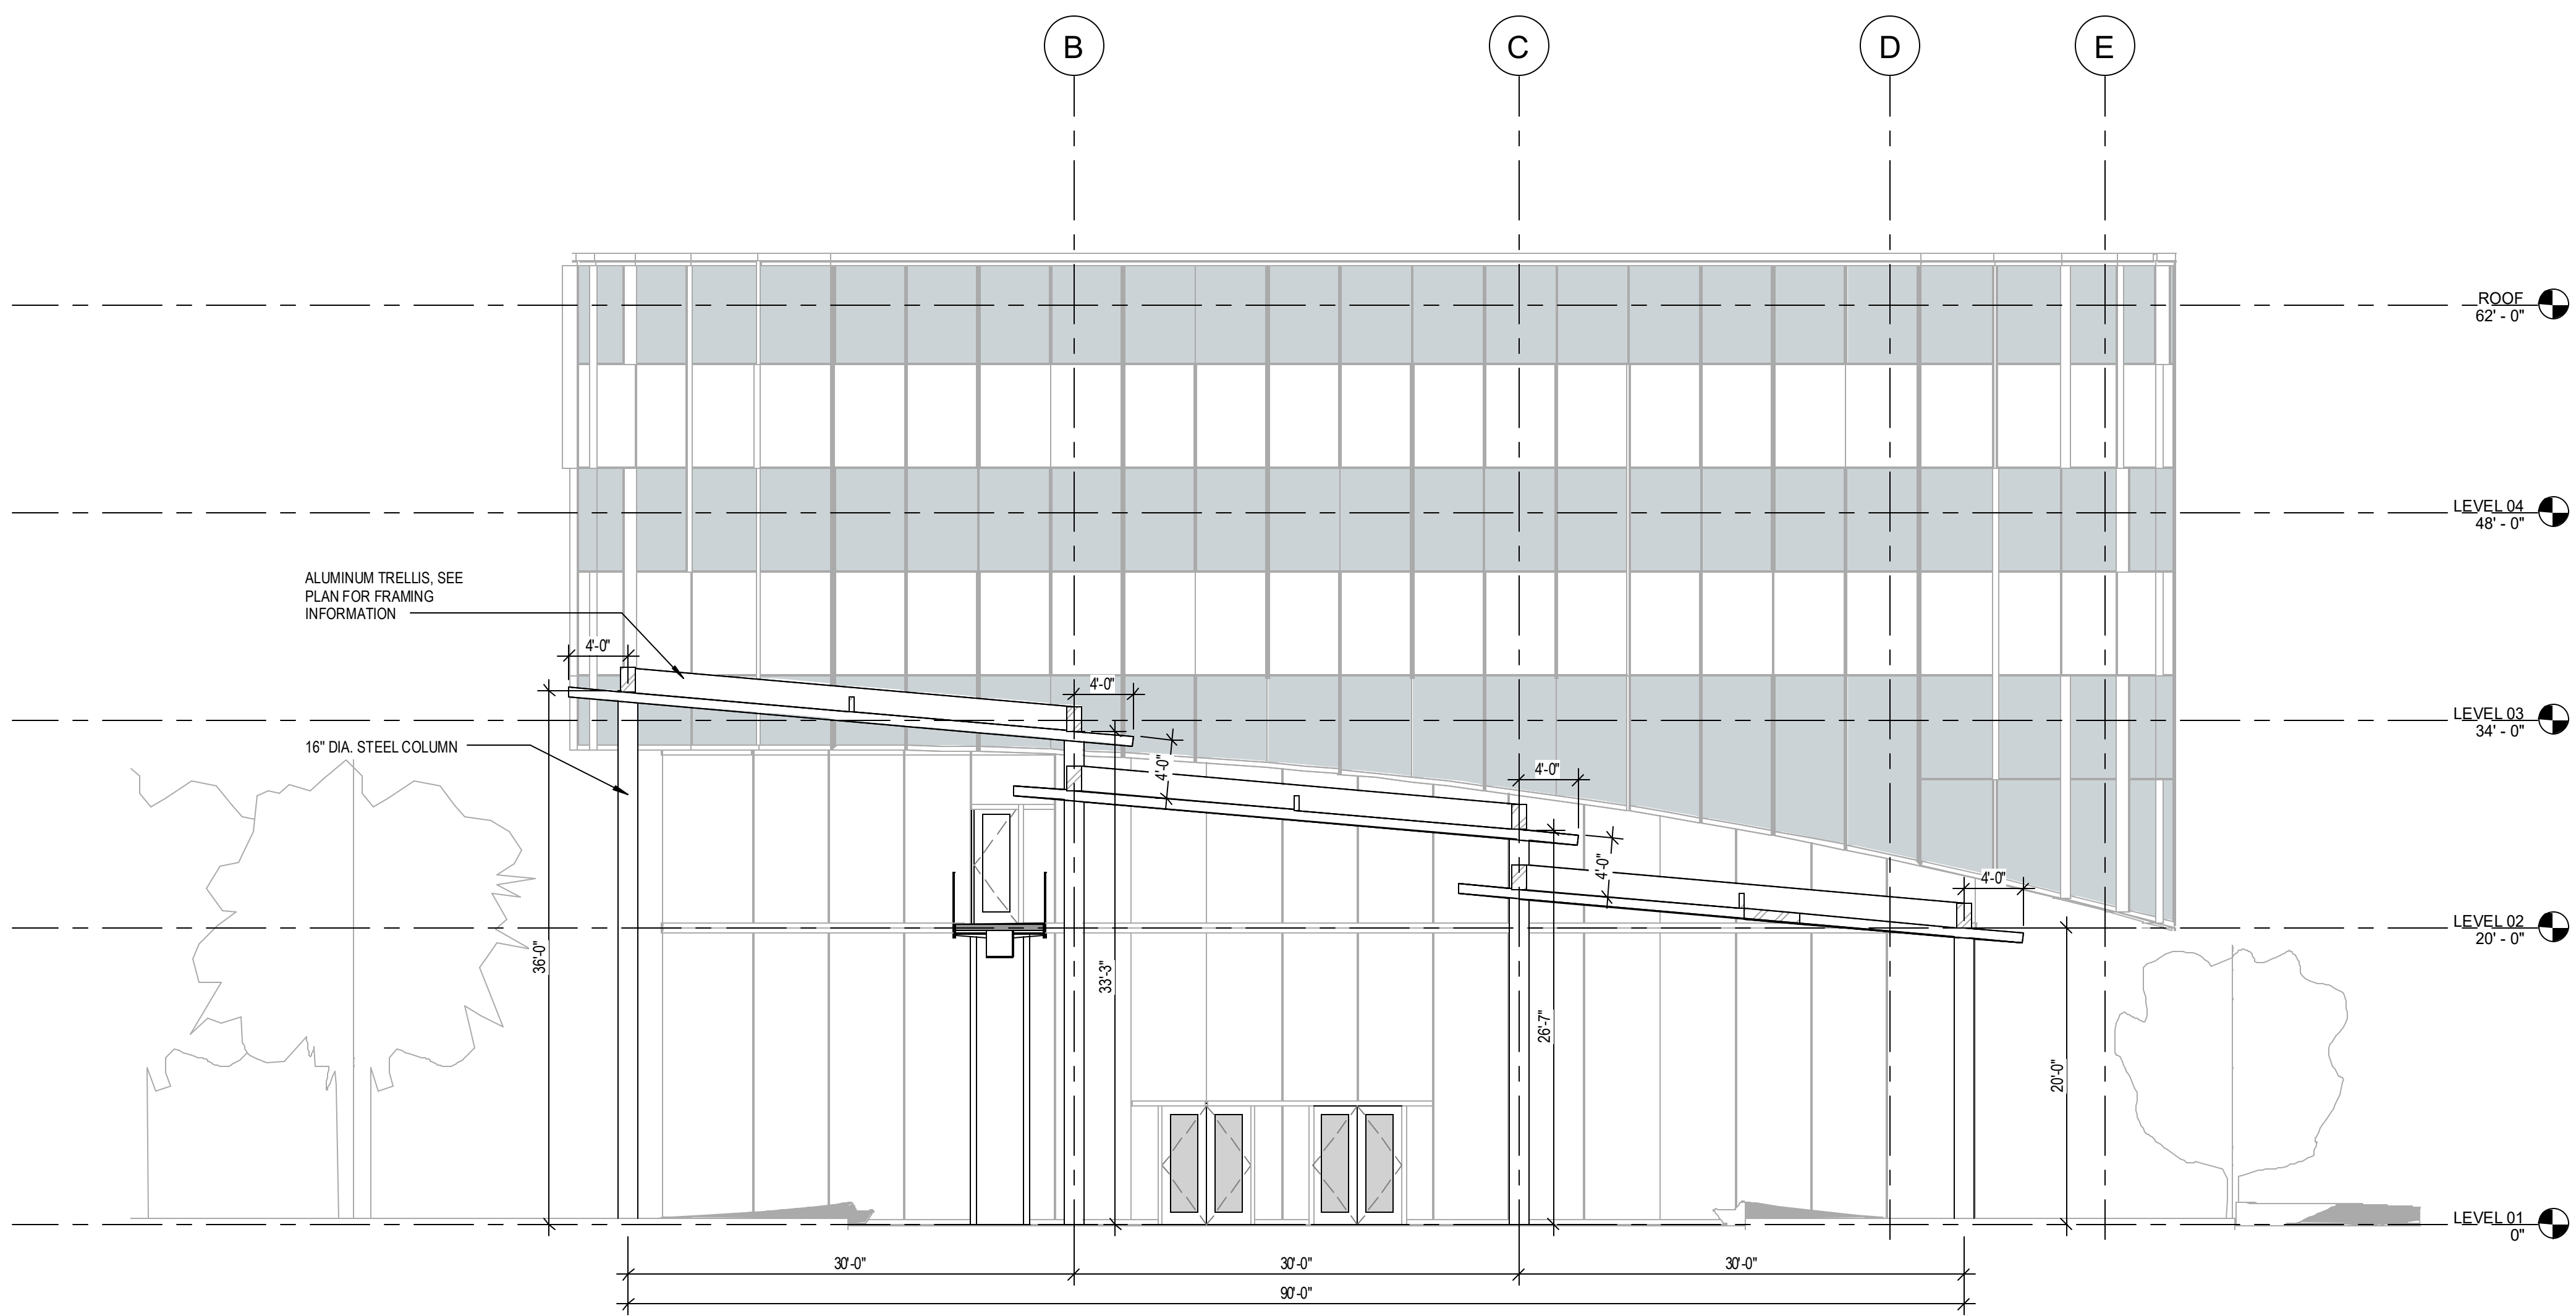 B
C
D
E
ROOF
62' - 0"
LEVEL 04
48' - 0"
ALUMINUM TRELLIS, SEE
PLAN FOR FRAMING
INFORMATION
4'-0"
4'-0"
LEVEL 03
34' - 0"
16" DIA. STEEL COLUMN
4'-0"
4'-0"
4'-0"
4'-0"
LEVEL 02
20' - 0"
36'-0"
33'-3"
26'-7"
20'-0"
LEVEL 01
0"
30'-0"
30'-0"
30'-0"
90'-0"